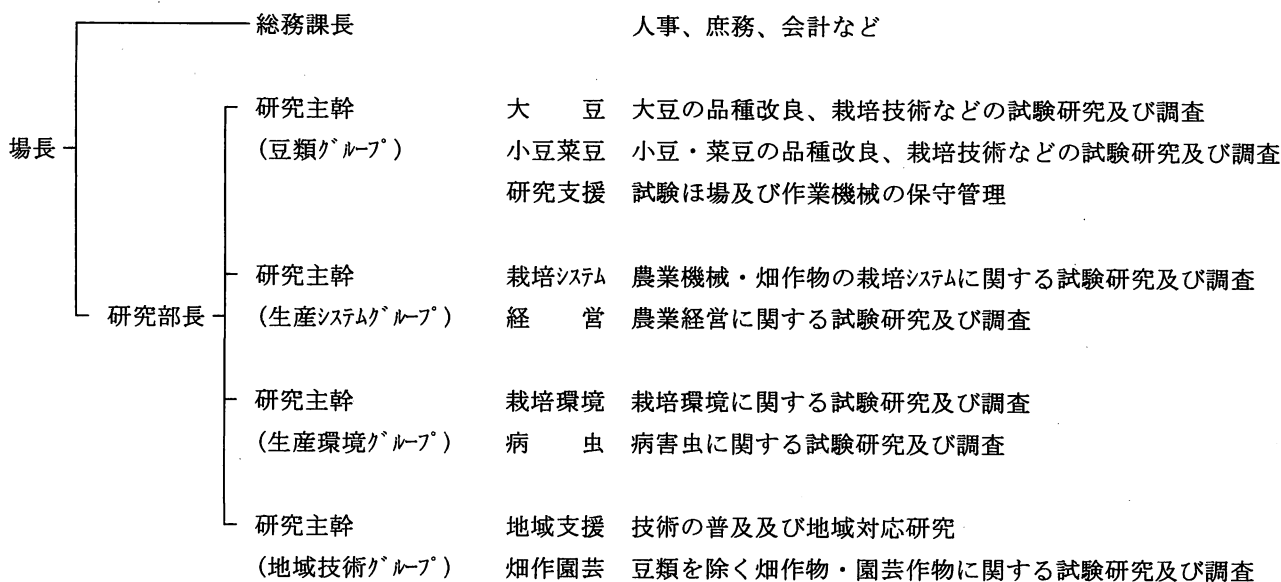 総務課長 人事、庶務、会計など
研究主幹 大豆 大豆の品種改良、栽培技術などの試験研究及び調査
場長 (豆類グループ) 小豆菜豆 小豆・菜豆の品種改良、栽培技術などの試験研究及び調査
研究支援 試験ほ場及び作業機械の保守管理
研究主幹 栽培システム 農業機械・畑作物の栽培システムに関する試験研究及び調査
研究部長 (生産システムグループ) 経営 農業経営に関する試験研究及び調査
研究主幹 栽培環境 栽培環境に関する試験研究及び調査
(生産環境グループ) 病虫 病害虫に関する試験研究及び調査
研究主幹 地域支援 技術の普及及び地域対応研究
(地域技術グループ) 畑作園芸 豆類を除く畑作物・園芸作物に関する試験研究及び調査